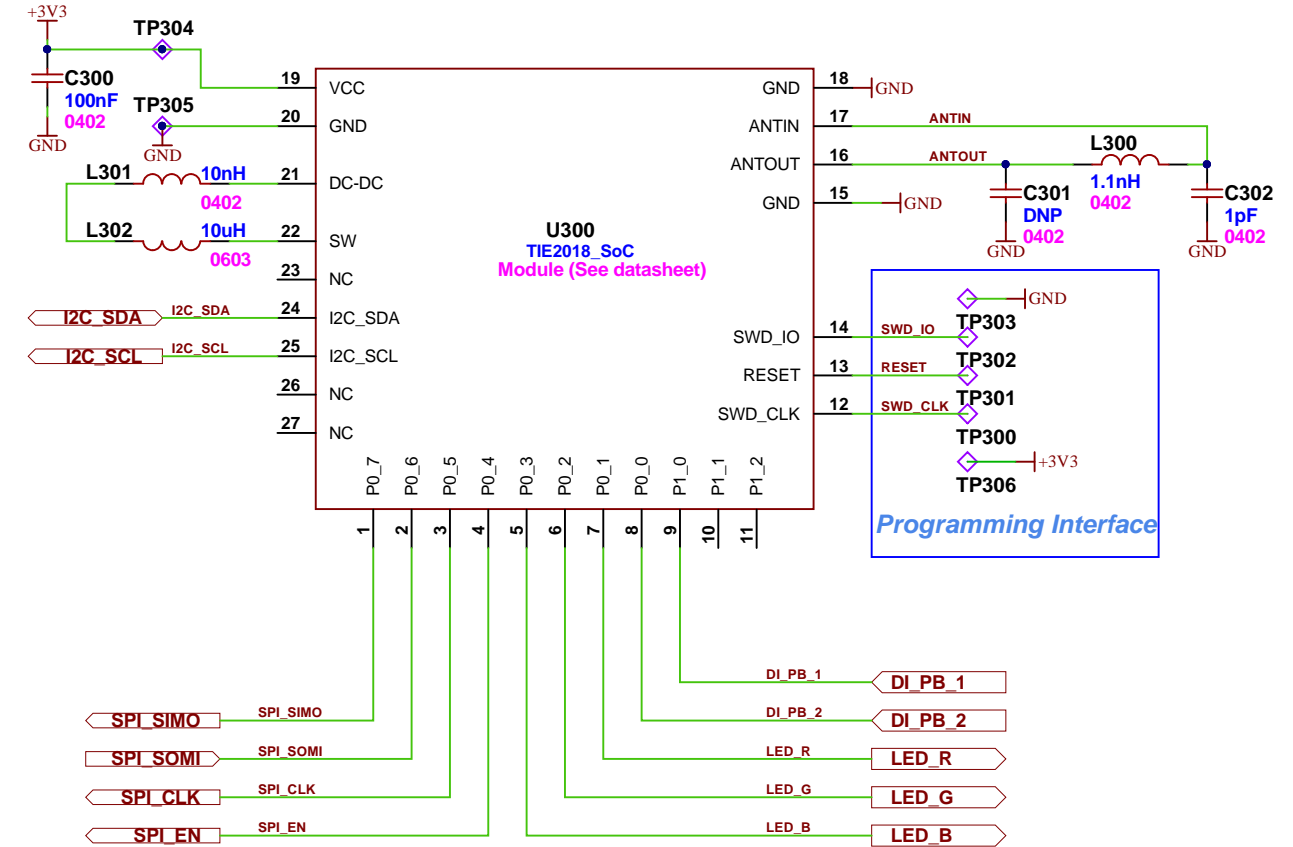 +3V3
TP304
C300
100nF
0402
GND
TP305
GND
L301
10nH
0402
L302
10uH
0603
19
VCC
20
GND
21
DC-DC
22
SW
23
NC
24
I2C_SDA
25
I2C_SCL
26
NC
27
NC
I2C_SDA
I2C_SDA
I2C_SCL
I2C_SCL
U300
TIE2018_SoC
Module (See datasheet)
GND
18
GND
ANTIN
17
ANTIN
ANTOUT
16
ANTOUT
GND
15
GND
L300
1.1nH
0402
C301
DNP
0402
GND
C302
1pF
0402
GND
SWD_IO
14
SWD_IO
RESET
13
RESET
SWD_CLK
12
SWD_CLK
GND
TP303
TP302
TP301
TP300
+3V3
TP306
Programming Interface
P0_7
P0_6
P0_5
P0_4
P0_3
P0_2
P0_1
P0_0
P1_0
P1_1
P1_2
1
2
3
4
5
6
7
8
9
10
11
DI_PB_1
DI_PB_1
SPI_SIMO
SPI_SIMO
DI_PB_2
DI_PB_2
SPI_SOMI
SPI_SOMI
LED_R
LED_R
SPI_CLK
SPI_CLK
LED_G
LED_G
SPI_EN
SPI_EN
LED_B
LED_B